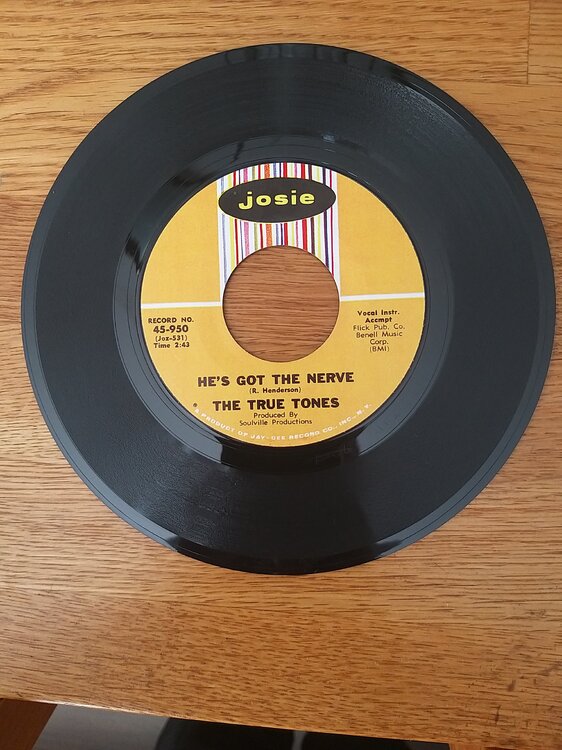 josie
RECORD NO.
45-950
(Joz-531)
Time 2:43
Vocal Instr.
Accmpt
Flick Pub. Co.
Benell Music
Corp.
(BMI)
HE'S GOT THE NERVE
(R. Henderson)
THE TRUE TONES
Produced By
Soulville Productions
A PRODUCT OF JAY-GEE RECORD CO., INC., N.Y.